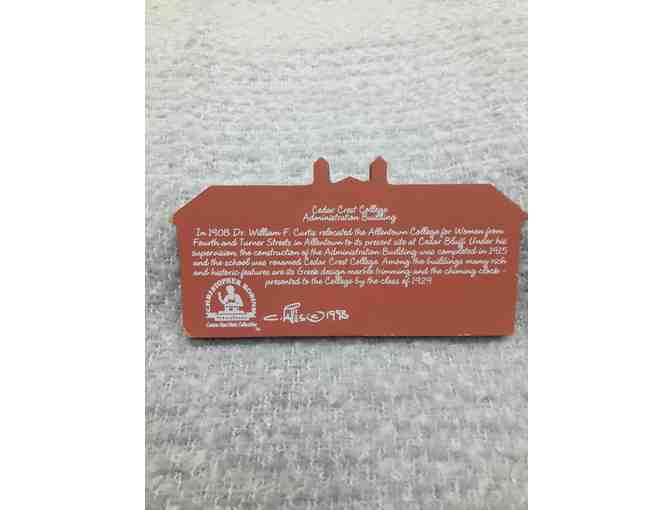 Cedar Crest College
Administration Building
In 1908 Dr. William F. Curtis relocated the Allentown College for Women from
Fourth and Turner Streets in Allentown to its present site at Cedar Bluff. Under his
supervision, the construction of the Administration Building was completed in 1915
and the school was renamed Cedar Crest College. Among the buildings many rich
and historic features are its Greek design marble trimming and the chiming clock -
presented to the College by the class of 1929
CHRISTOPHER
© 1998